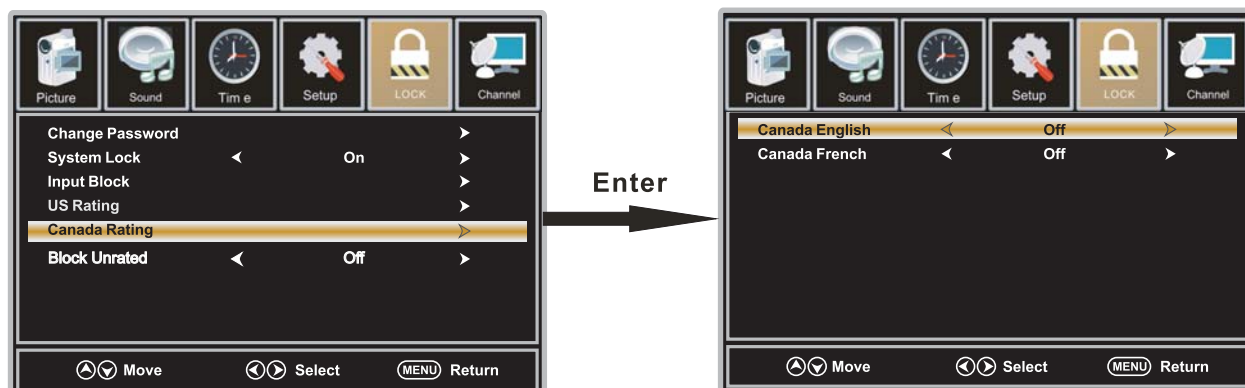 Picture Sound Tim e Setup LOCK Channel
Change Password
System Lock On
Input Block
US Rating
Canada Rating
Block Unrated Off
Move Select MENU Return
Enter
Picture Sound Tim e Setup LOCK Channel
Canada English Off
Canada French Off
Move Select MENU Return